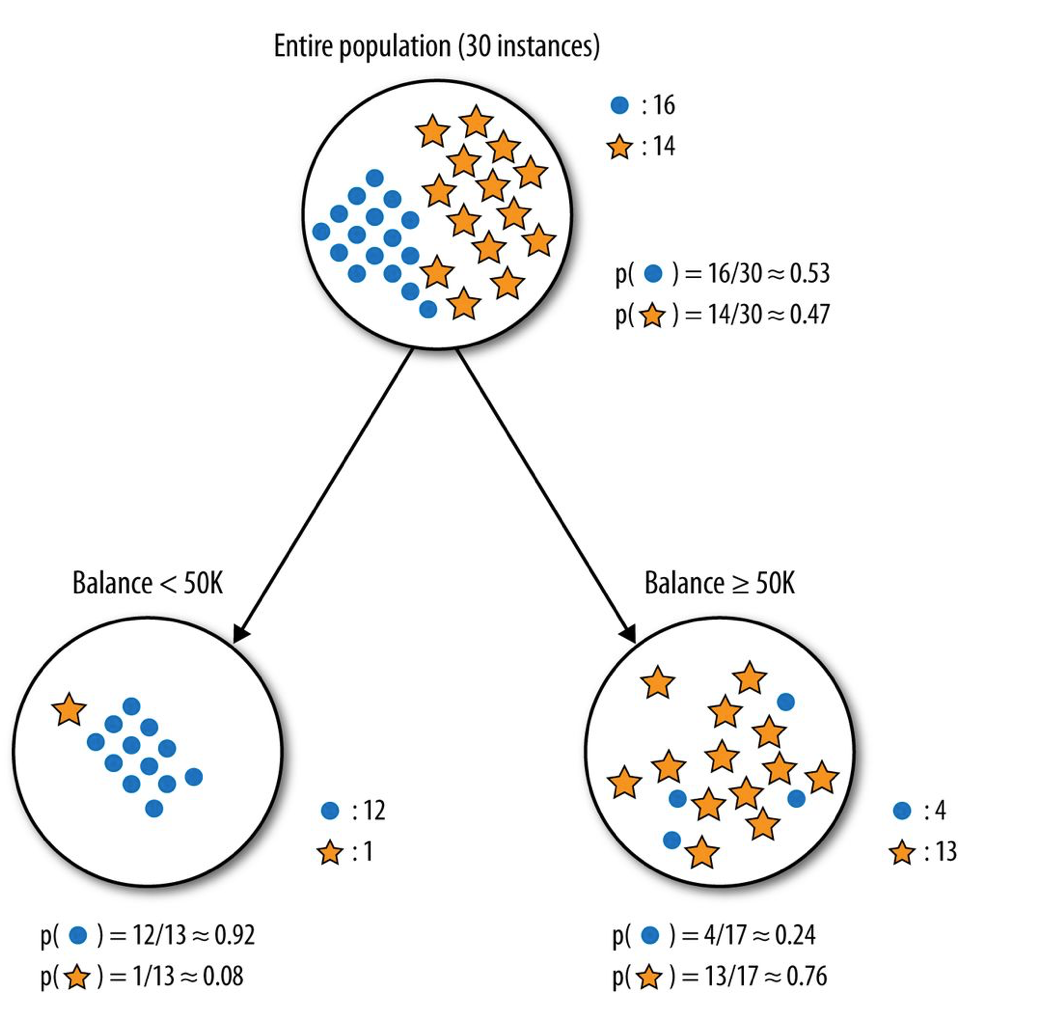 Entire population (30 instances)
: 16
: 14
p( ) = 16/30 ≈ 0.53
p( ) = 14/30 ≈ 0.47
Balance < 50K
Balance ≥ 50K
: 12
: 1
: 4
: 13
p( ) = 12/13 ≈ 0.92
p( ) = 1/13 ≈ 0.08
p( ) = 4/17 ≈ 0.24
p( ) = 13/17 ≈ 0.76